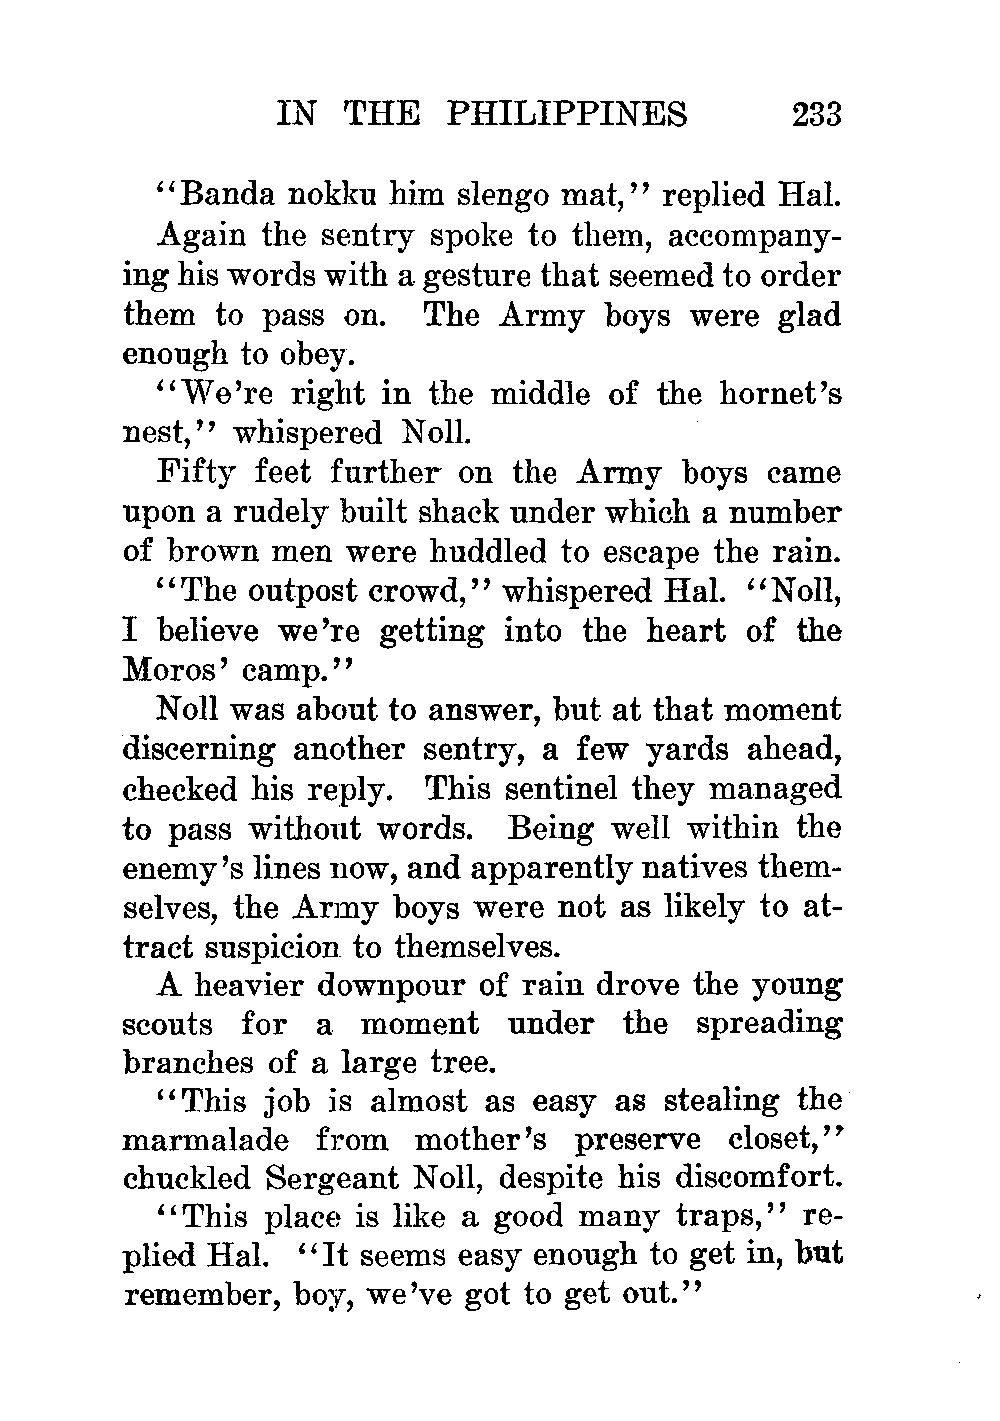 IN THE PHILIPPINES 233
“Banda nokku him slengo mat,” replied Hal.
Again the sentry spoke to them, accompany-
ing his words with a gesture that seemed to order
them to pass on. The Army boys were glad
enough to obey.
“We’re right in the middle of the hornet’s
nest,” whispered Noll.
Fifty feet further on the Army boys came
upon a rudely built shack under which a number
of brown men were huddled to escape the rain.
“The outpost crowd,” whispered Hal. “Noll,
I believe we’re getting into the heart of the
Moros’ camp.”
Noll was about to answer, but at that moment
discerning another sentry, a few yards ahead,
checked his reply. This sentinel they managed
to pass without words. Being well within the
enemy’s lines now, and apparently natives them-
selves, the Army boys were not as likely to at-
tract suspicion to themselves.
A heavier downpour of rain drove the young
scouts for a moment under the spreading
branches of a large tree.
“This job is almost as easy as stealing the
marmalade from mother’s preserve closet,”
chuckled Sergeant Noll, despite his discomfort.
“This place is like a good many traps,” re-
plied Hal. “It seems easy enough to get in, but
remember, boy, we’ve got to get out.”